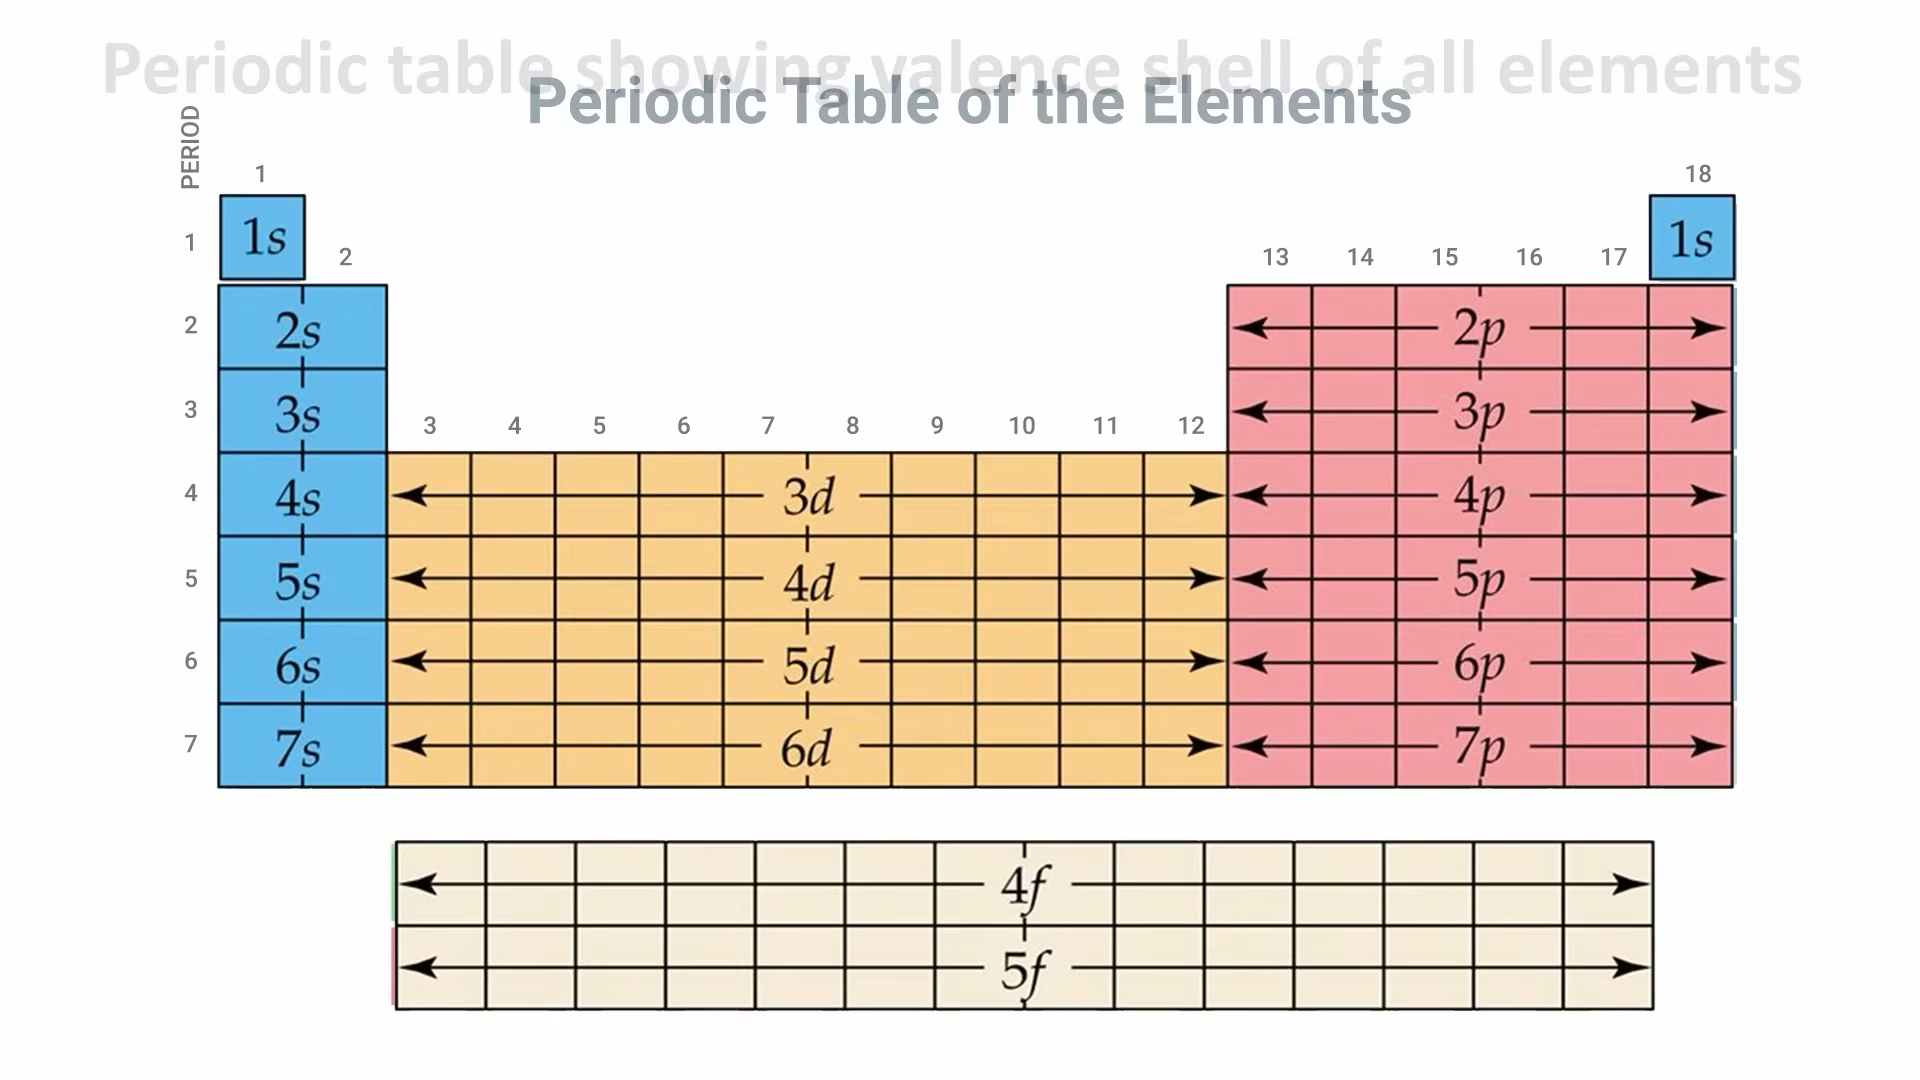 Periodic table showing valence shell of all elements
Periodic Table of the Elements
PERIOD
1 18
1 1s 1s
2 13 14 15 16 17
2 2s 2p
3 3s 3p
3 4 5 6 7 8 9 10 11 12
4 4s 3d 4p
5 5s 4d 5p
6 6s 5d 6p
7 7s 6d 7p
4f
5f